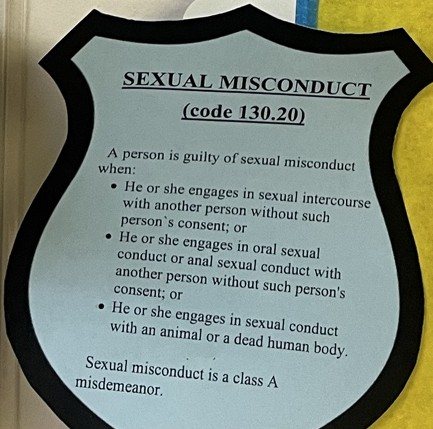 SEXUAL MISCONDUCT
(code 130.20)
A person is guilty of sexual misconduct
when:
• He or she engages in sexual intercourse
with another person without such
person`s consent; or
• He or she engages in oral sexual
conduct or anal sexual conduct with
another person without such person's
consent; or
• He or she engages in sexual conduct
with an animal or a dead human body.
Sexual misconduct is a class A
misdemeanor.